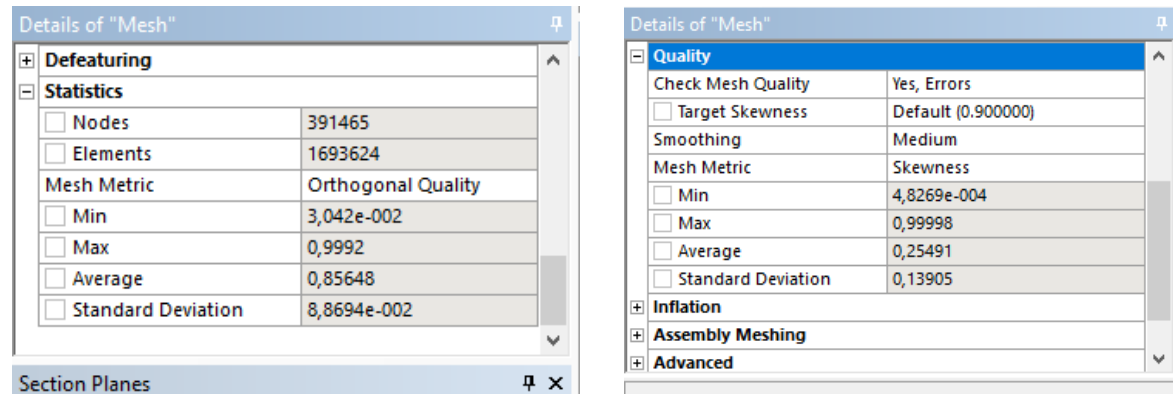 Details of "Mesh"
Defeaturing
Statistics
Nodes 391465
Elements 1693624
Mesh Metric Orthogonal Quality
Min 3,042e-002
Max 0,9992
Average 0,85648
Standard Deviation 8,8694e-002
Section Planes
Details of "Mesh"
Quality
Check Mesh Quality Yes, Errors
Target Skewness Default (0.900000)
Smoothing Medium
Mesh Metric Skewness
Min 4,8269e-004
Max 0,99998
Average 0,25491
Standard Deviation 0,13905
Inflation
Assembly Meshing
Advanced